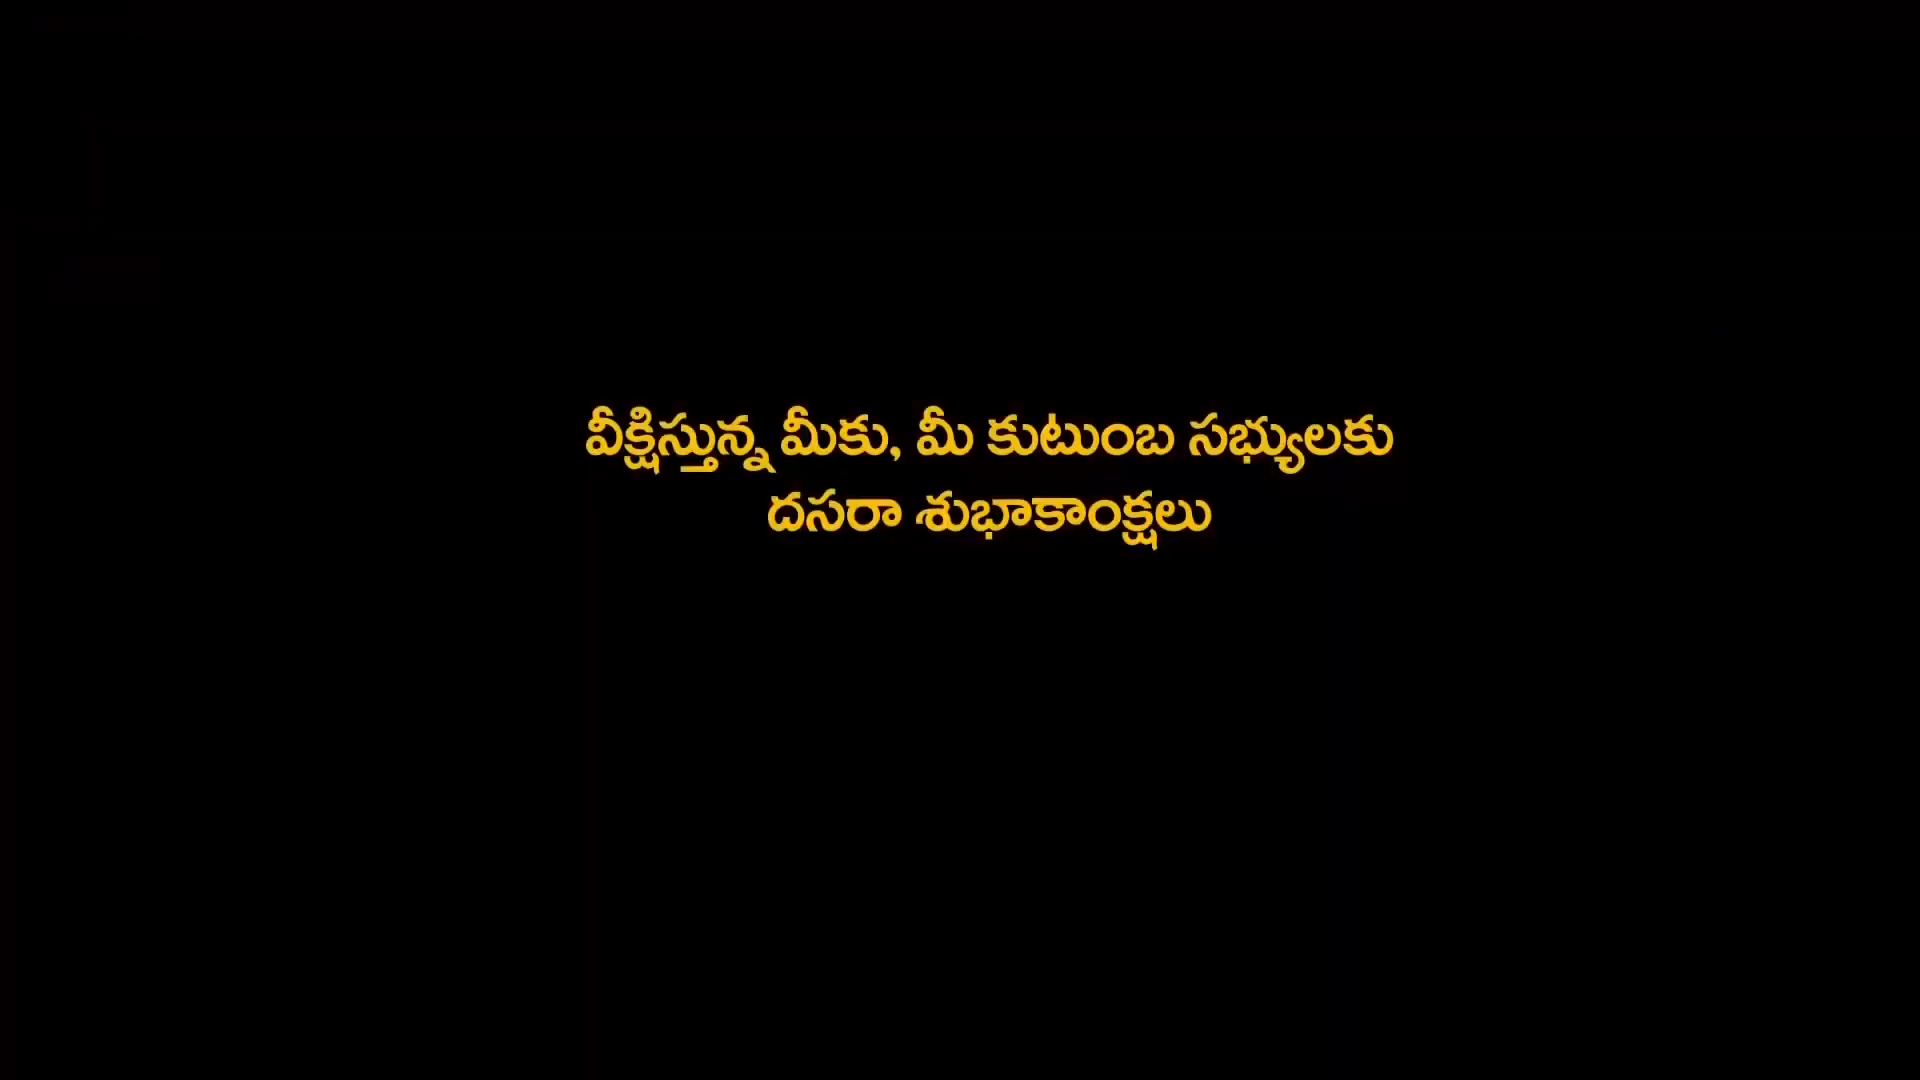 వీక్షిస్తున్న మీకు, మీ కుటుంబ సభ్యులకు
దసరా శుభాకాంక్షలు